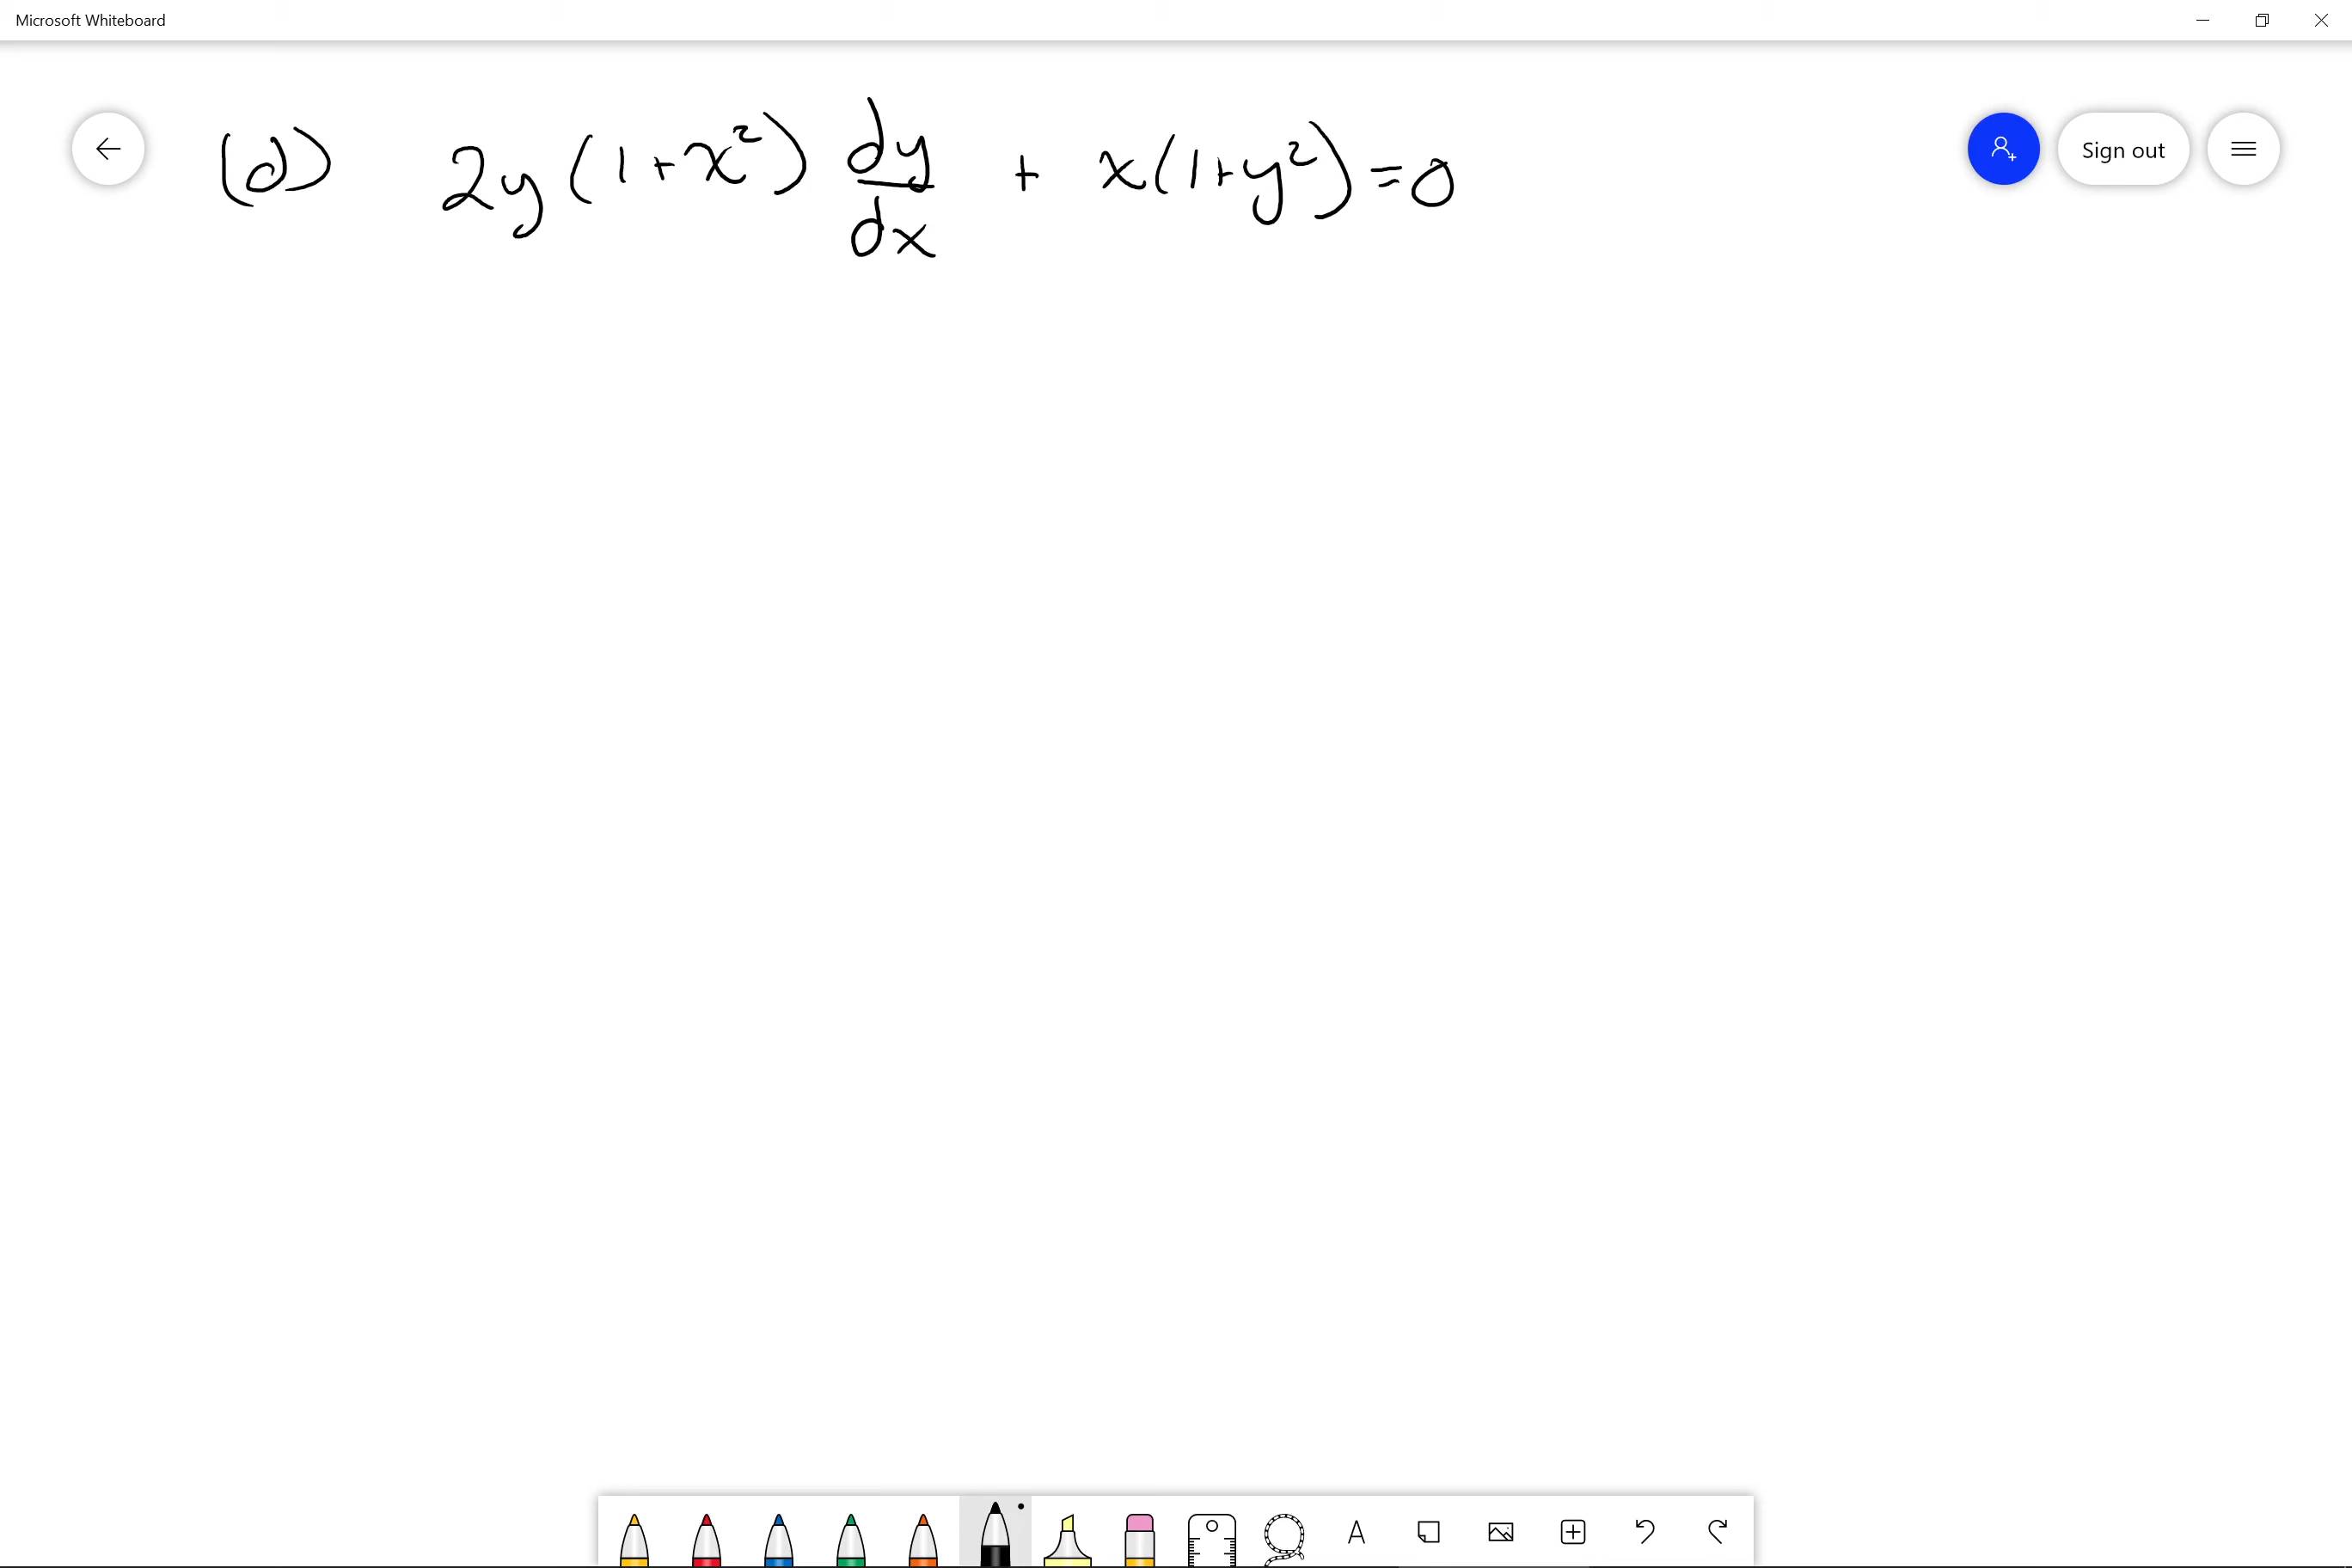 Microsoft Whiteboard
(d) 2y(1+x²) dy/dx + x(1+y²)=0
Sign out
A